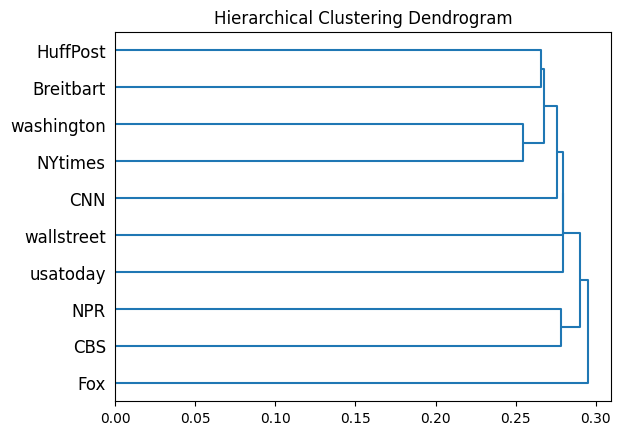 Hierarchical Clustering Dendrogram
HuffPost
Breitbart
washington
NYtimes
CNN
wallstreet
usatoday
NPR
CBS
Fox
0.00 0.05 0.10 0.15 0.20 0.25 0.30